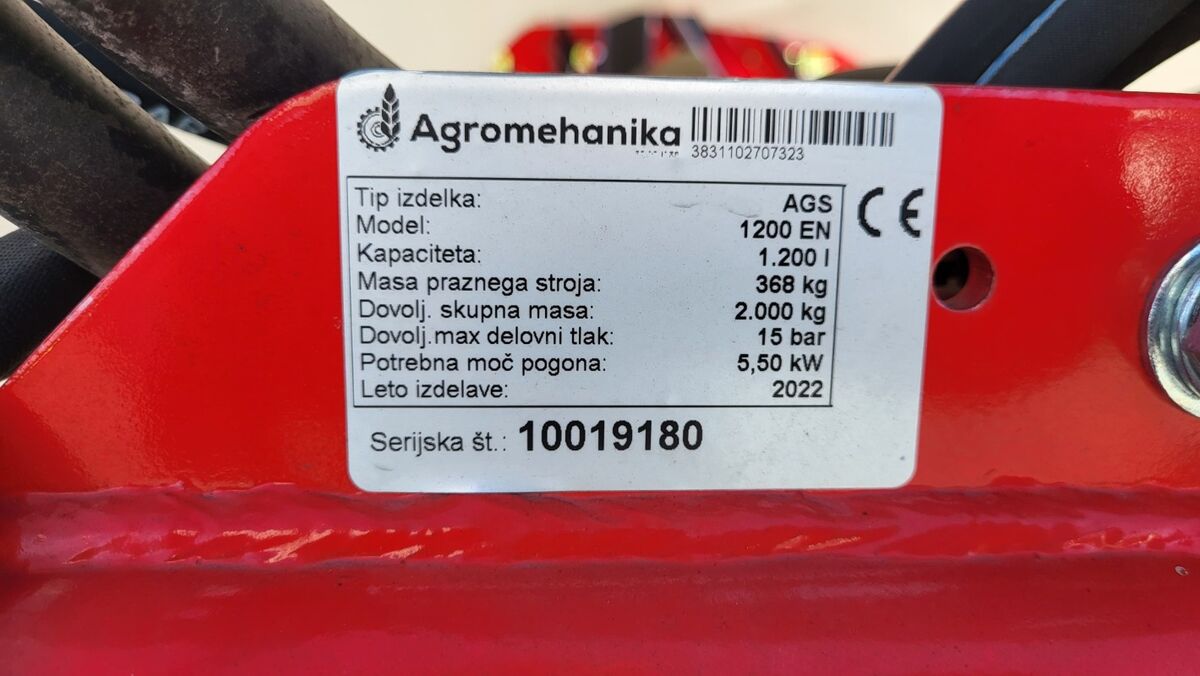 Agromehanika
3831102707323
Tip izdelka: AGS
Model: 1200 EN
Kapaciteta: 1.200 l
Masa praznega stroja: 368 kg
Dovolj. skupna masa: 2.000 kg
Dovolj.max delovni tlak: 15 bar
Potrebna moč pogona: 5,50 kW
Leto izdelave: 2022
CE
Serijska št.: 10019180